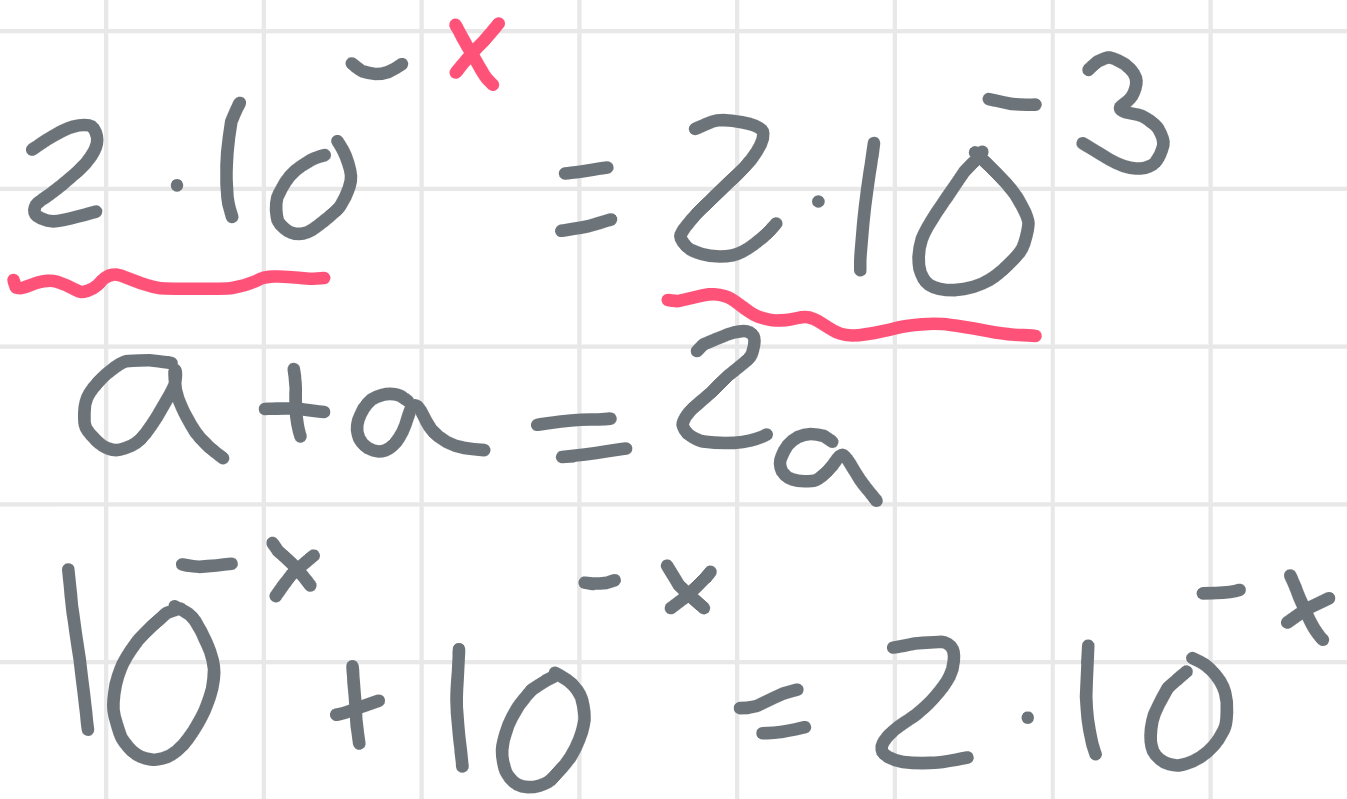 2 · 10^{-x} = 2 · 10^{-3}
a + a = 2a
10^{-x} + 10^{-x} = 2 · 10^{-x}